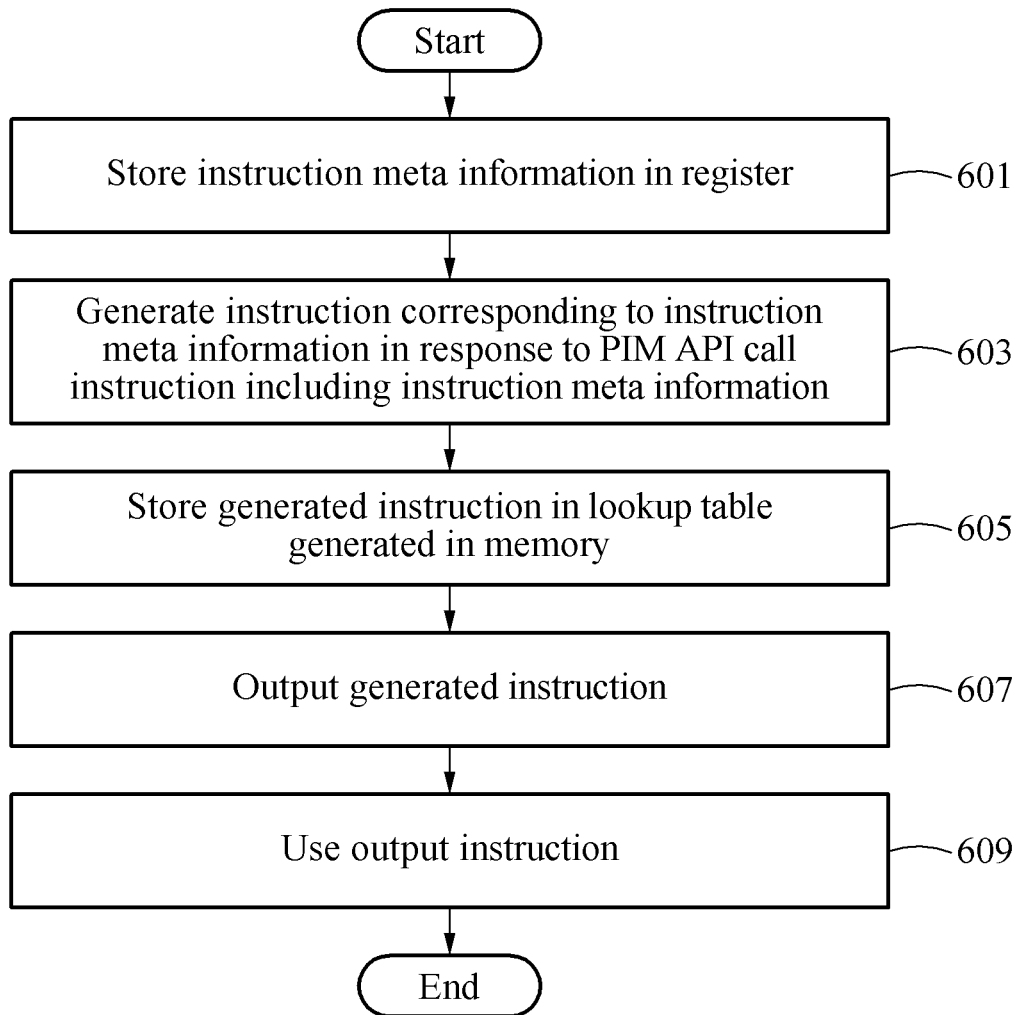 Start
Store instruction meta information in register
601
Generate instruction corresponding to instruction
meta information in response to PIM API call
instruction including instruction meta information
603
Store generated instruction in lookup table
generated in memory
605
Output generated instruction
607
Use output instruction
609
End